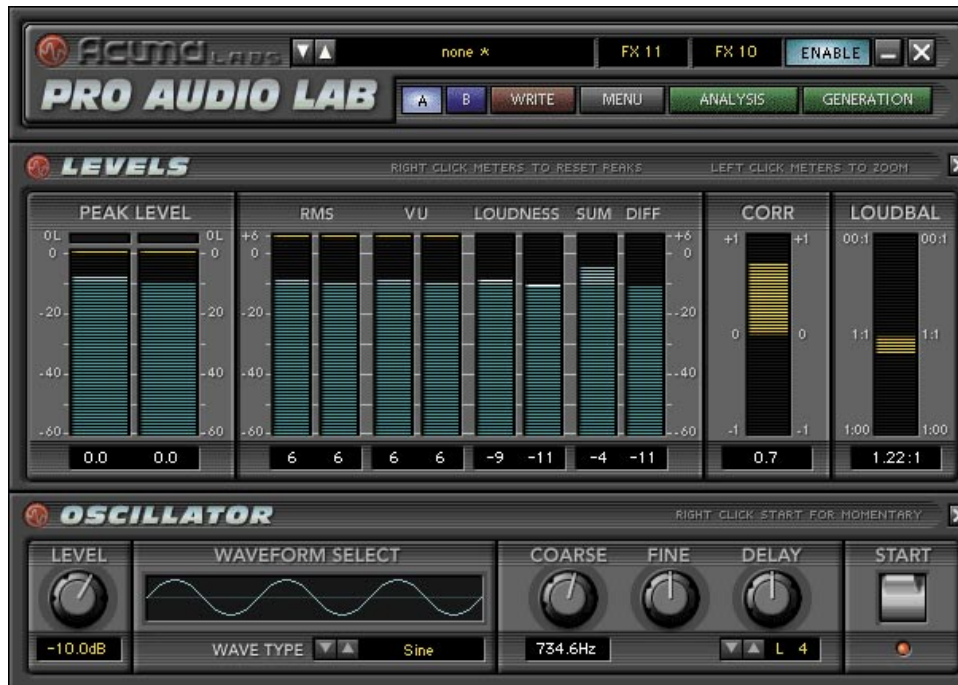 Acuma LABS none * FX 11 FX 10 ENABLE
PRO AUDIO LAB A B WRITE MENU ANALYSIS GENERATION
LEVELS RIGHT CLICK METERS TO RESET PEAKS LEFT CLICK METERS TO ZOOM
PEAK LEVEL RMS VU LOUDNESS SUM DIFF CORR LOUDBAL
OL OL +6 +6 +1 +1 00:1 00:1
0 0 0 0
-20 -20 -20 -20 0 0 1:1 1:1
-40 -40 -40 -40
-60 -60 -60 -60 -1 -1 1:00 1:00
0.0 0.0 6 6 6 6 -9 -11 -4 -11 0.7 1.22:1
OSCILLATOR RIGHT CLICK START FOR MOMENTARY
LEVEL WAVEFORM SELECT COARSE FINE DELAY START
-10.0dB WAVE TYPE Sine 734.6Hz L 4